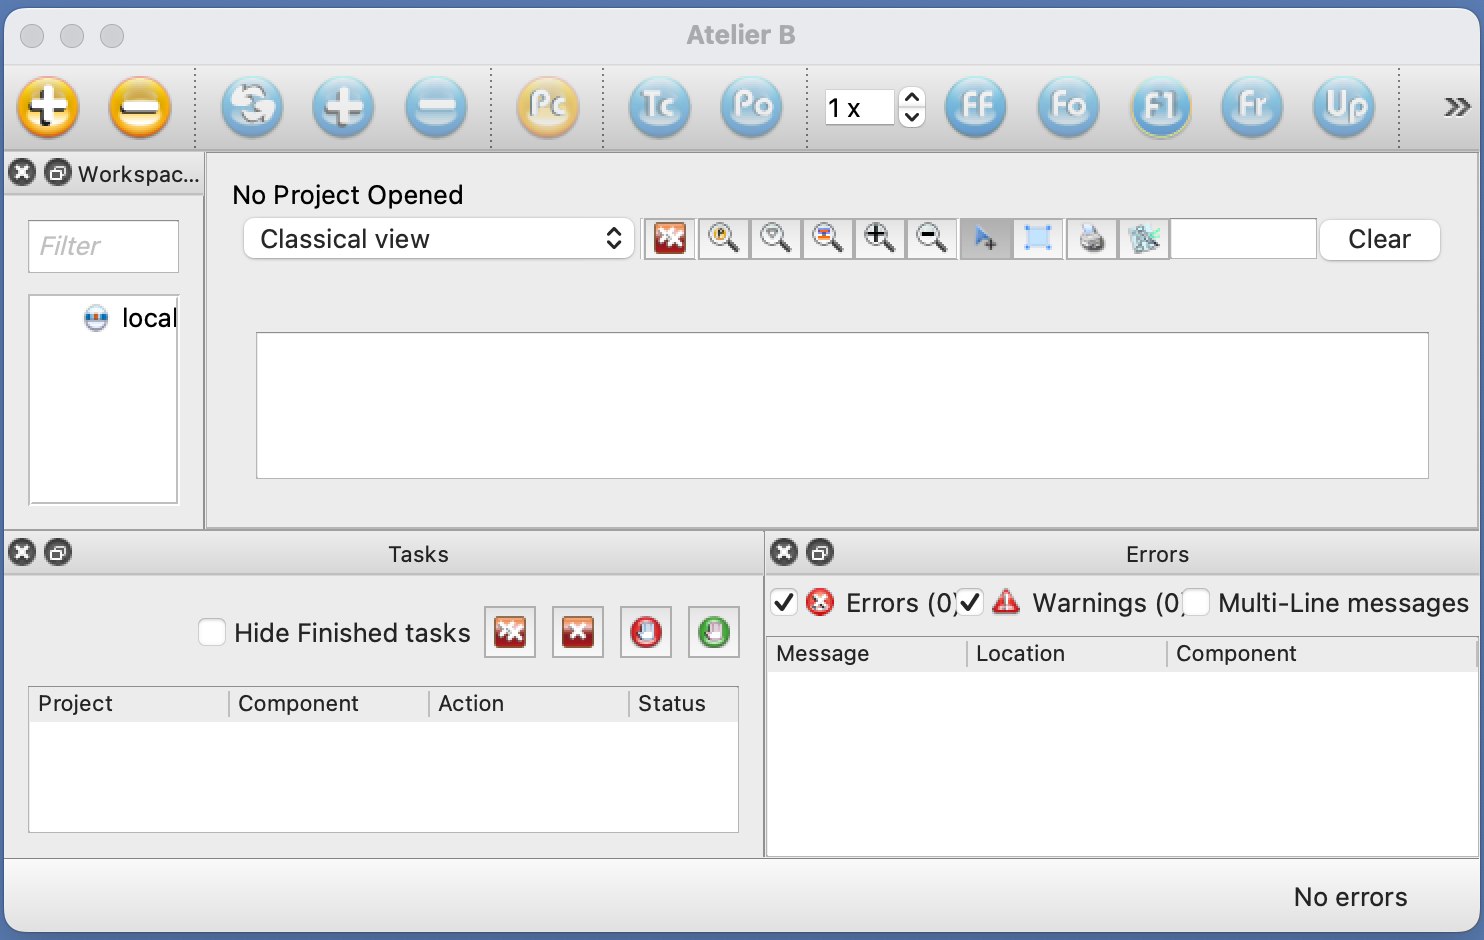 Atelier B
Pc Tc Po 1 x FF Fo F1 Fr Up »
Workspac...
No Project Opened
Filter
Classical view
Clear
local
Tasks
Errors
Hide Finished tasks
Errors (0)
Warnings (0)
Multi-Line messages
Project Component Action Status
Message Location Component
No errors